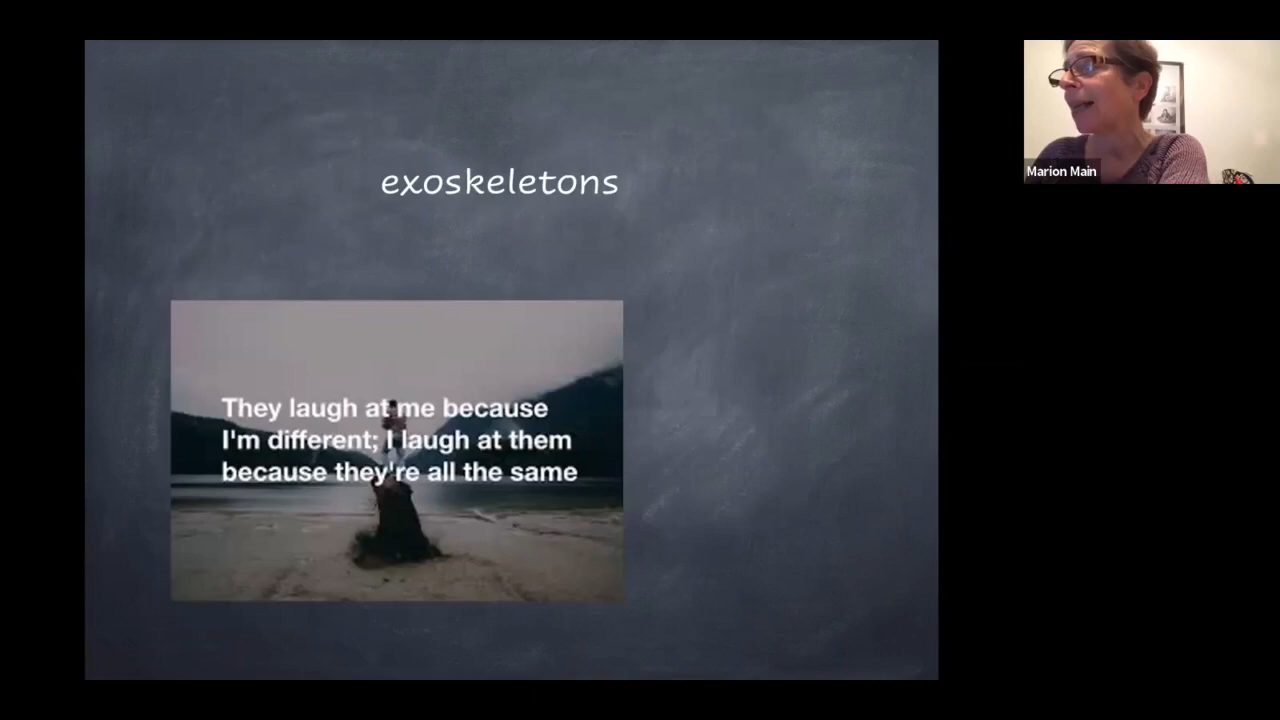 exoskeletons
They laugh at me because
I'm different; I laugh at them
because they're all the same
Marion Main